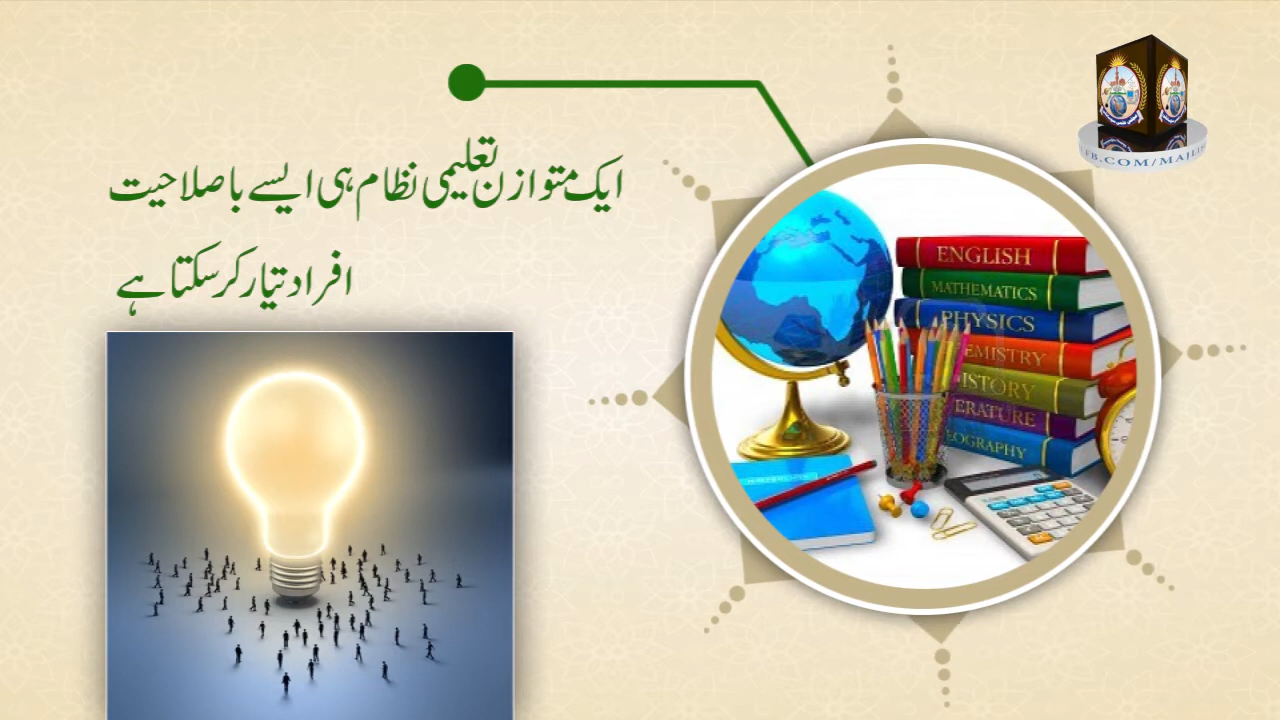 ایک متوازن تعلیمی نظام ہی ایسے باصلاحیت
افراد تیار کرسکتا ہے
FB.COM/MAJLIS
ENGLISH
MATHEMATICS
PHYSICS
EMISTRY
ISTORY
ERATURE
EOGRAPHY